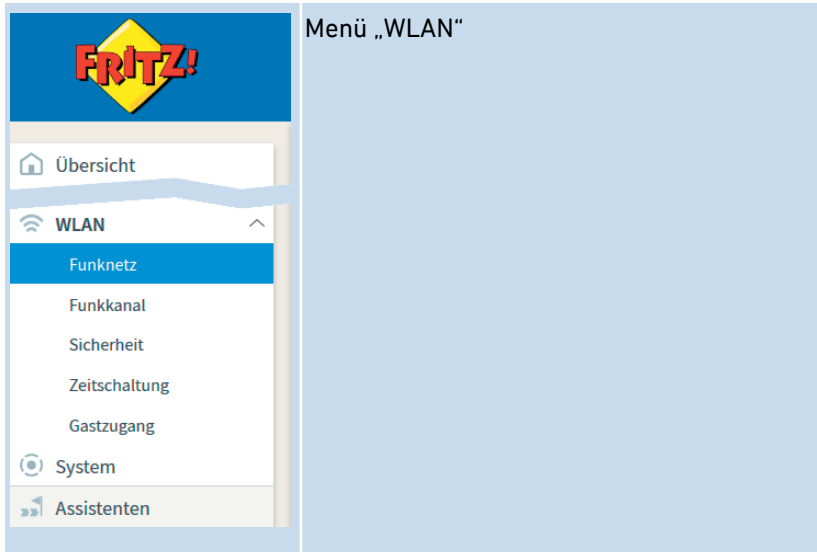 FRITZ!
Menü „WLAN“
Übersicht
WLAN
Funknetz
Funkkanal
Sicherheit
Zeitschaltung
Gastzugang
System
Assistenten